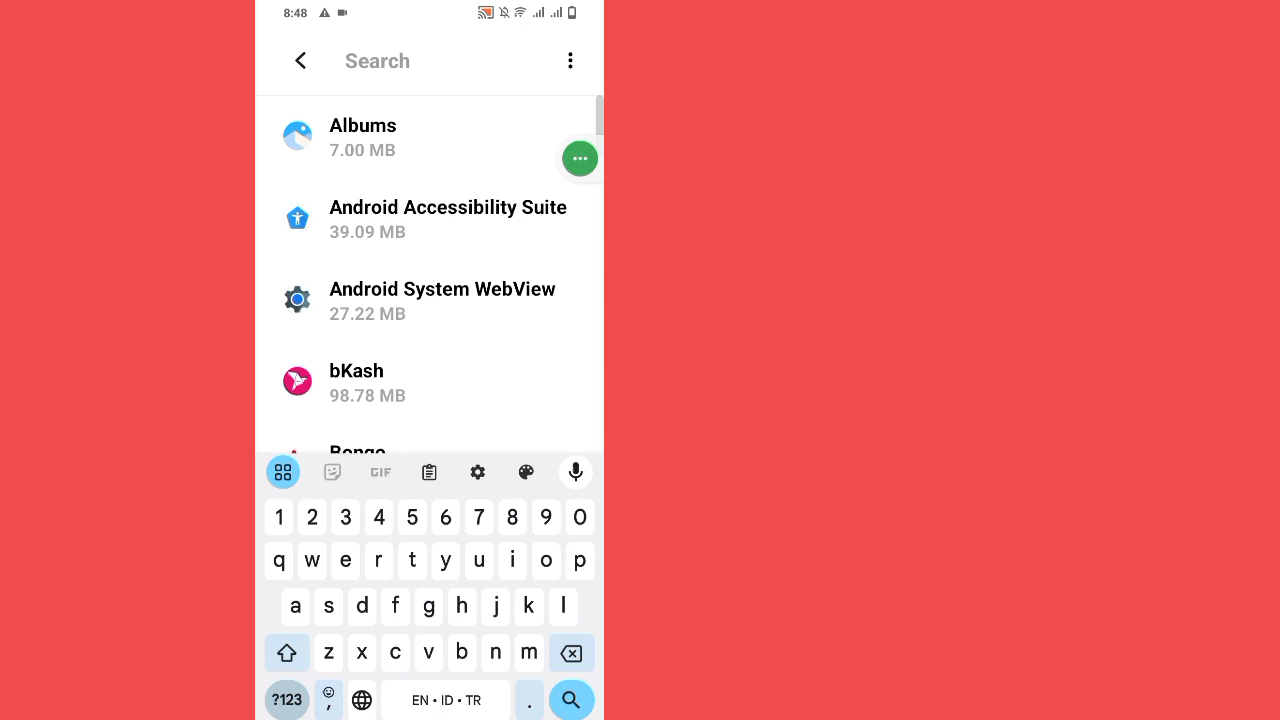 8:48
Search
Albums
7.00 MB
Android Accessibility Suite
39.09 MB
Android System WebView
27.22 MB
bKash
98.78 MB
Bongo
GIF
1 2 3 4 5 6 7 8 9 0
q w e r t y u i o p
a s d f g h j k l
z x c v b n m
?123 , EN • ID • TR .